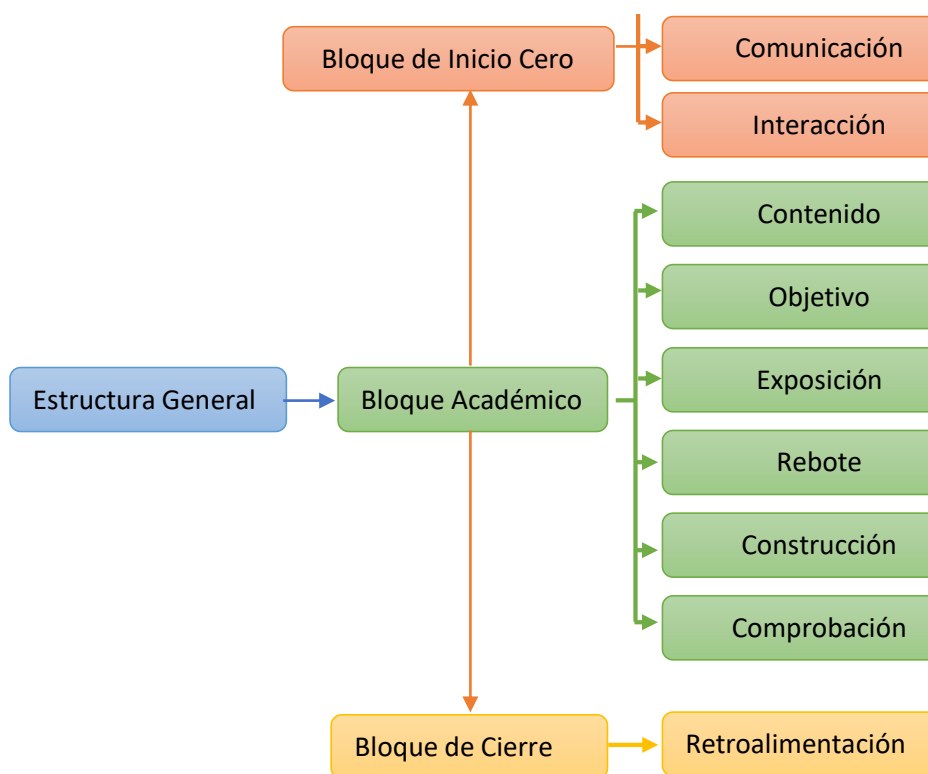 Bloque de Inicio Cero
Comunicación
Interacción
Contenido
Objetivo
Estructura General
Bloque Académico
Exposición
Rebote
Construcción
Comprobación
Bloque de Cierre
Retroalimentación